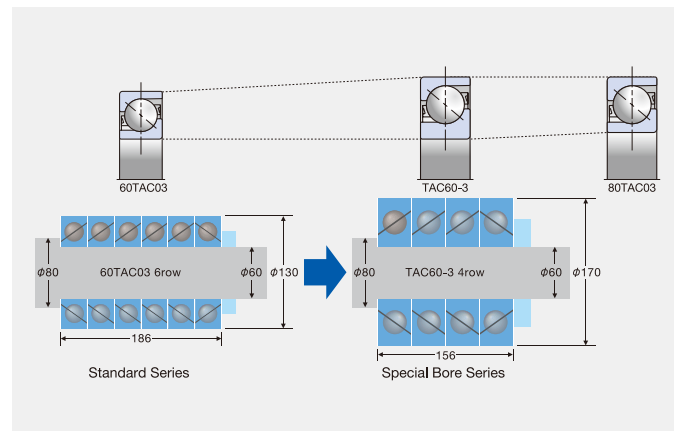 60TAC03
TAC60-3
80TAC03
φ80
60TAC03 6row
φ60
φ130
186
Standard Series
φ80
TAC60-3 4row
φ60
φ170
156
Special Bore Series